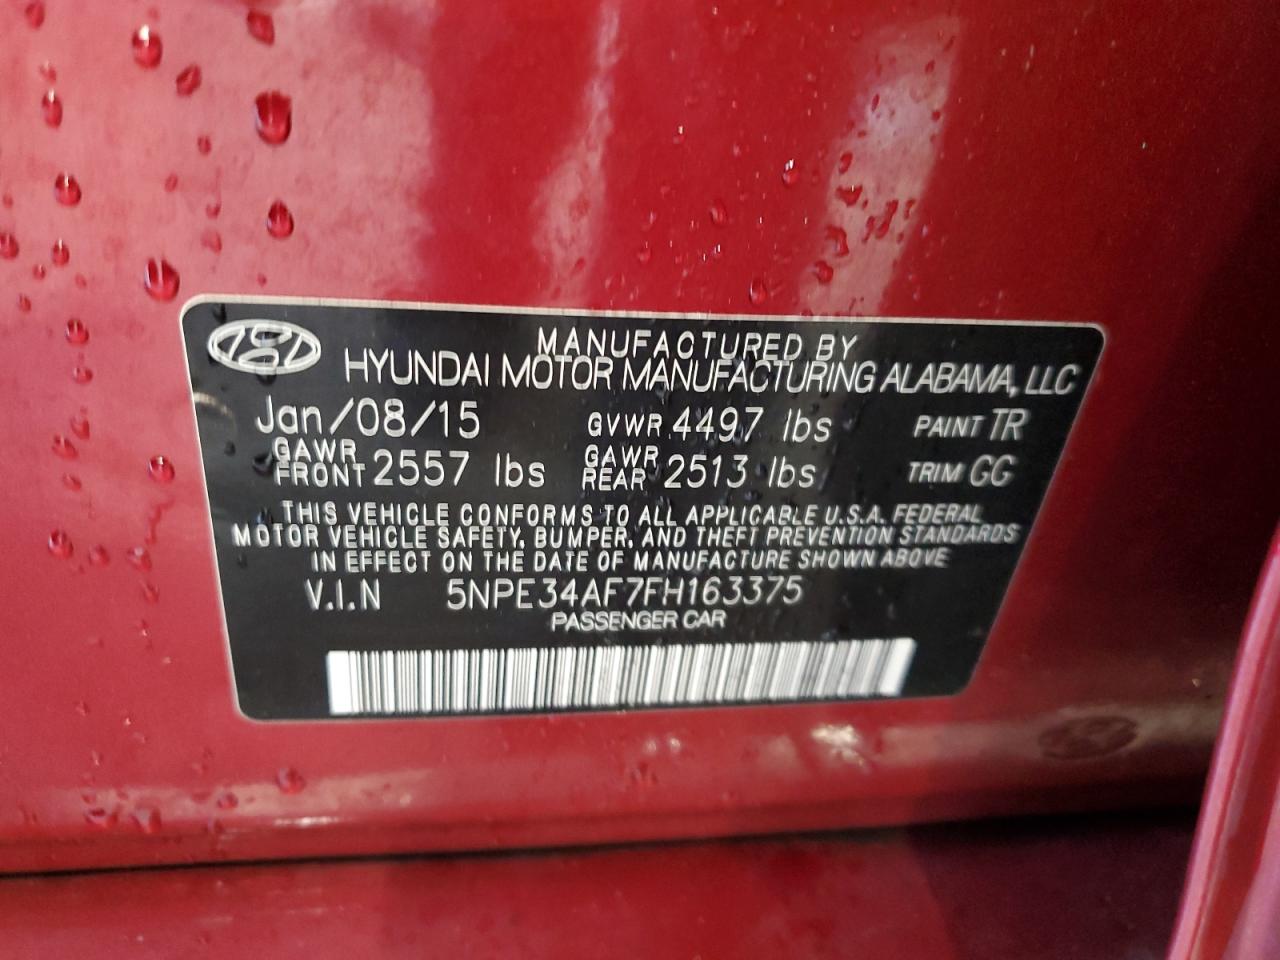 MANUFACTURED BY
HYUNDAI MOTOR MANUFACTURING ALABAMA, LLC
Jan/08/15 GVWR 4497 lbs PAINT TR
GAWR FRONT 2557 lbs GAWR REAR 2513 lbs TRIM GG
THIS VEHICLE CONFORMS TO ALL APPLICABLE U.S.A. FEDERAL
MOTOR VEHICLE SAFETY, BUMPER, AND THEFT PREVENTION STANDARDS
IN EFFECT ON THE DATE OF MANUFACTURE SHOWN ABOVE
V.I.N 5NPE34AF7FH163375
PASSENGER CAR